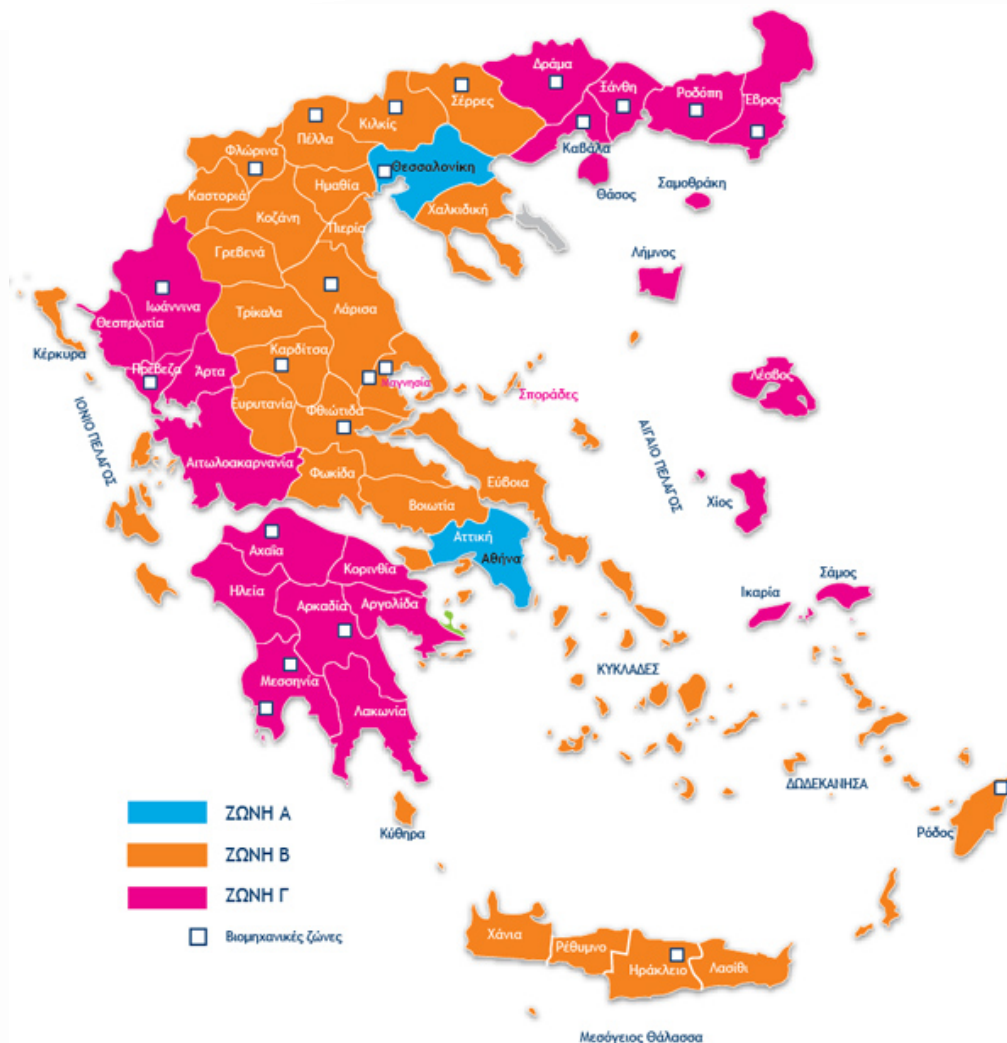 Δράμα
Ξάνθη
Ροδόπη
Έβρος
Σέρρες
Κιλκίς
Πέλλα
Καβάλα
Φλώρινα
Θεσσαλονίκη
Θάσος
Σαμοθράκη
Καστοριά
Ημαθία
Κοζάνη
Χαλκιδική
Πιερία
Γρεβενά
Λήμνος
Ιωάννινα
Λάρισα
Θεσπρωτία
Τρίκαλα
Κέρκυρα
Καρδίτσα
Πρέβεζα
Άρτα
Μαγνησία
Λέσβος
Σποράδες
Ευρυτανία
Φθιώτιδα
ΙΟΝΙΟ ΠΕΛΑΓΟΣ
ΑΙΓΑΙΟ ΠΕΛΑΓΟΣ
Αιτωλοακαρνανία
Φωκίδα
Εύβοια
Βοιωτία
Χίος
Αττική
Αθήνα
Αχαΐα
Κορινθία
Σάμος
Ικαρία
Ηλεία
Αρκαδία
Αργολίδα
ΚΥΚΛΑΔΕΣ
Μεσσηνία
Λακωνία
ΔΩΔΕΚΑΝΗΣΑ
Κύθηρα
Ρόδος
ΖΩΝΗ Α
ΖΩΝΗ Β
ΖΩΝΗ Γ
Βιομηχανικές ζώνες
Χάνια
Ρέθυμνο
Ηράκλειο
Λασίθι
Μεσόγειος Θάλασσα